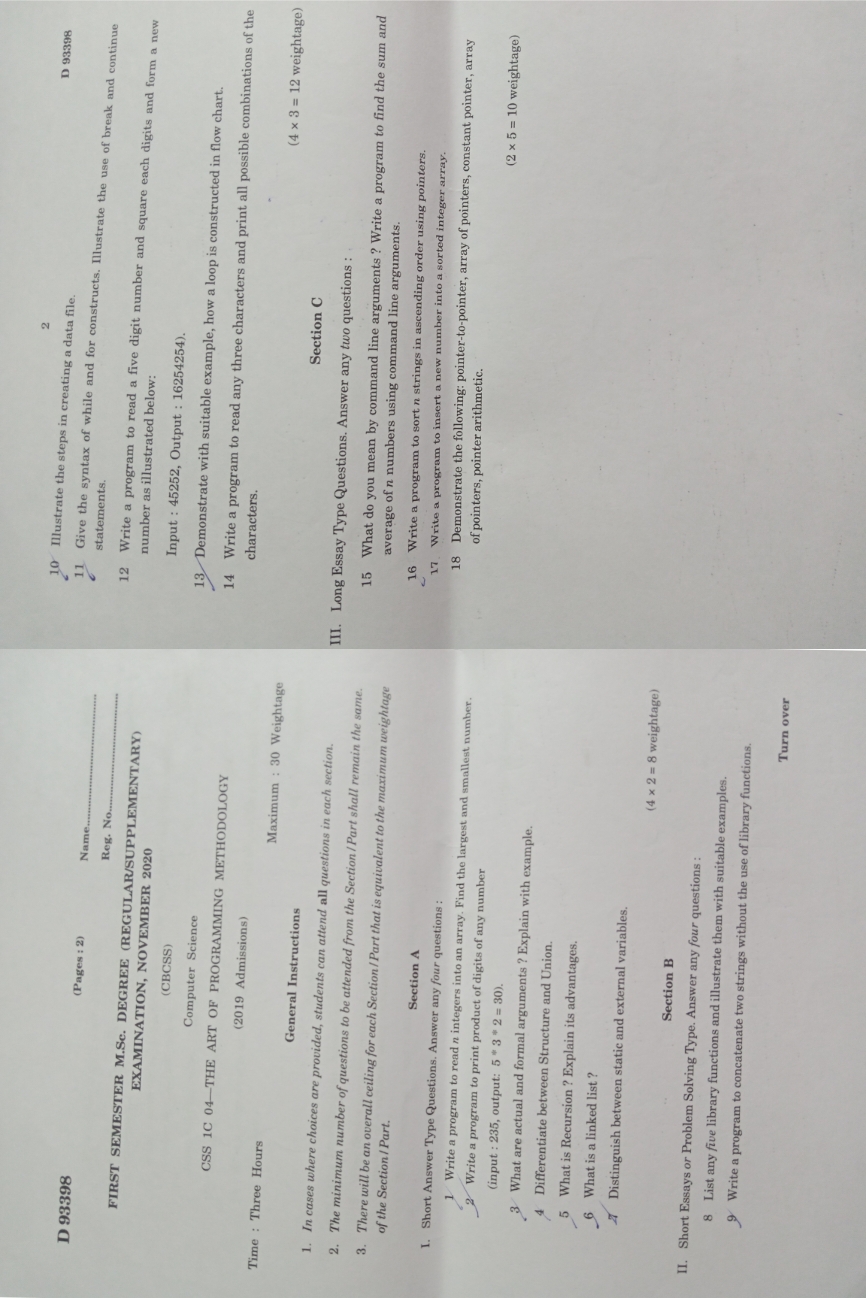 D 93398
(Pages : 2)
Name..............................
Reg. No..............................
FIRST SEMESTER M.Sc. DEGREE (REGULAR/SUPPLEMENTARY)
EXAMINATION, NOVEMBER 2020
(CBCSS)
Computer Science
CSS 1C 04—THE ART OF PROGRAMMING METHODOLOGY
(2019 Admissions)
Time : Three Hours
Maximum : 30 Weightage
General Instructions
1. In cases where choices are provided, students can attend all questions in each section.
2. The minimum number of questions to be attended from the Section/Part shall remain the same.
3. There will be an overall ceiling for each Section/Part that is equivalent to the maximum weightage
of the Section/Part.
Section A
I. Short Answer Type Questions. Answer any four questions :
1 Write a program to read n integers into an array. Find the largest and smallest number.
2 Write a program to print product of digits of any number
(input : 235, output: 5 * 3 * 2 = 30).
3 What are actual and formal arguments ? Explain with example.
4 Differentiate between Structure and Union.
5 What is Recursion ? Explain its advantages.
6 What is a linked list ?
7 Distinguish between static and external variables.
(4 × 2 = 8 weightage)
Section B
II. Short Essays or Problem Solving Type. Answer any four questions :
8 List any five library functions and illustrate them with suitable examples.
9 Write a program to concatenate two strings without the use of library functions.
Turn over
2
D 93398
10 Illustrate the steps in creating a data file.
11 Give the syntax of while and for constructs. Illustrate the use of break and continue
statements.
12 Write a program to read a five digit number and square each digits and form a new
number as illustrated below:
Input : 45252, Output : 16254254).
13 Demonstrate with suitable example, how a loop is constructed in flow chart.
14 Write a program to read any three characters and print all possible combinations of the
characters.
(4 × 3 = 12 weightage)
Section C
III. Long Essay Type Questions. Answer any two questions :
15 What do you mean by command line arguments ? Write a program to find the sum and
average of n numbers using command line arguments.
16 Write a program to sort n strings in ascending order using pointers.
17 Write a program to insert a new number into a sorted integer array.
18 Demonstrate the following: pointer-to-pointer, array of pointers, constant pointer, array
of pointers, pointer arithmetic.
(2 × 5 = 10 weightage)